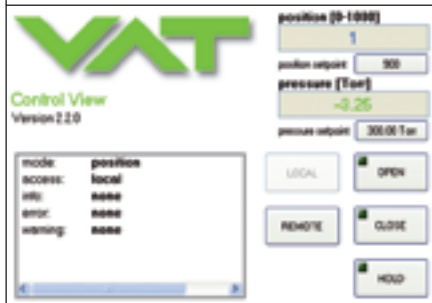 VAT
Control View
Version 2.2.0
position [0-1000]
1
position setpoint 900
pressure [Torr]
-3.25
pressure setpoint 300.00 Torr
mode: position
access: local
info: none
error: none
warning: none
LOCAL
OPEN
REMOTE
CLOSE
HOLD